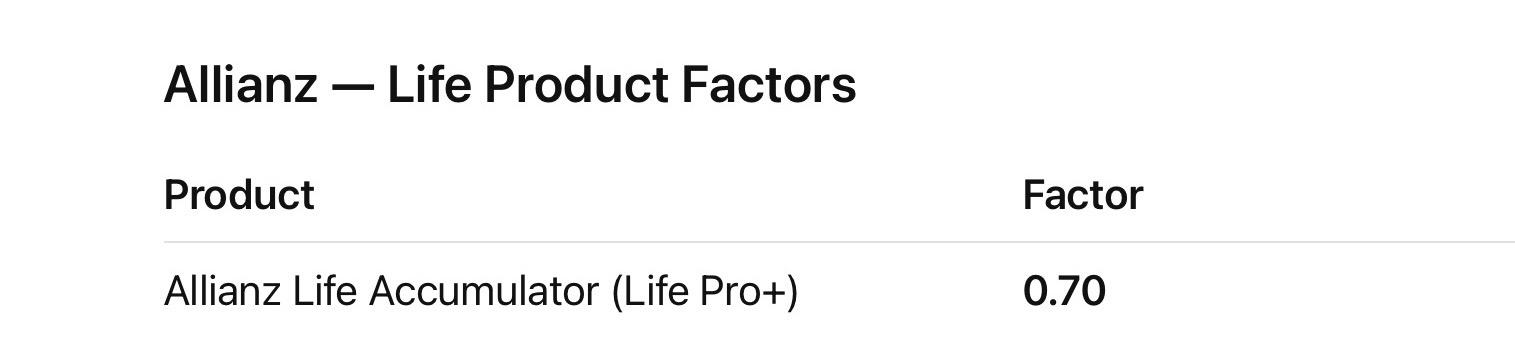 Allianz — Life Product Factors
Product Factor
Allianz Life Accumulator (Life Pro+) 0.70